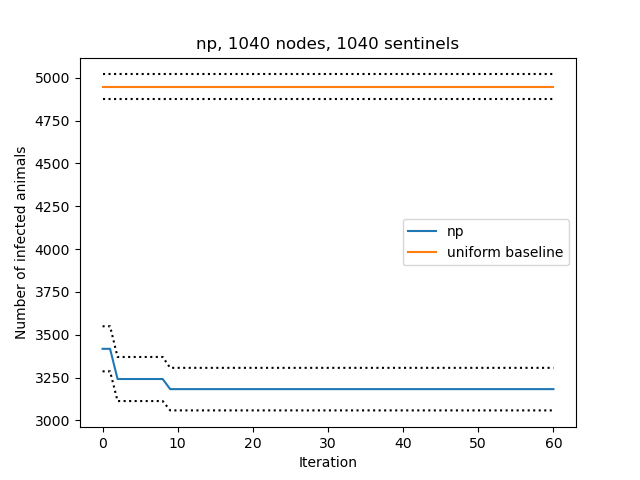 np, 1040 nodes, 1040 sentinels
Number of infected animals
5000
4750
4500
4250
4000
3750
3500
3250
3000
np
uniform baseline
0 10 20 30 40 50 60
Iteration